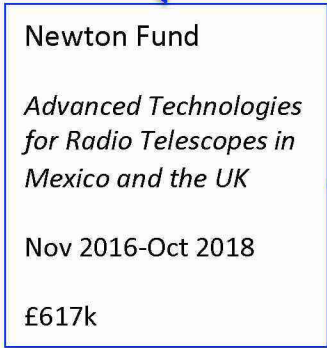 Newton Fund
Advanced Technologies
for Radio Telescopes in
Mexico and the UK
Nov 2016-Oct 2018
£617k